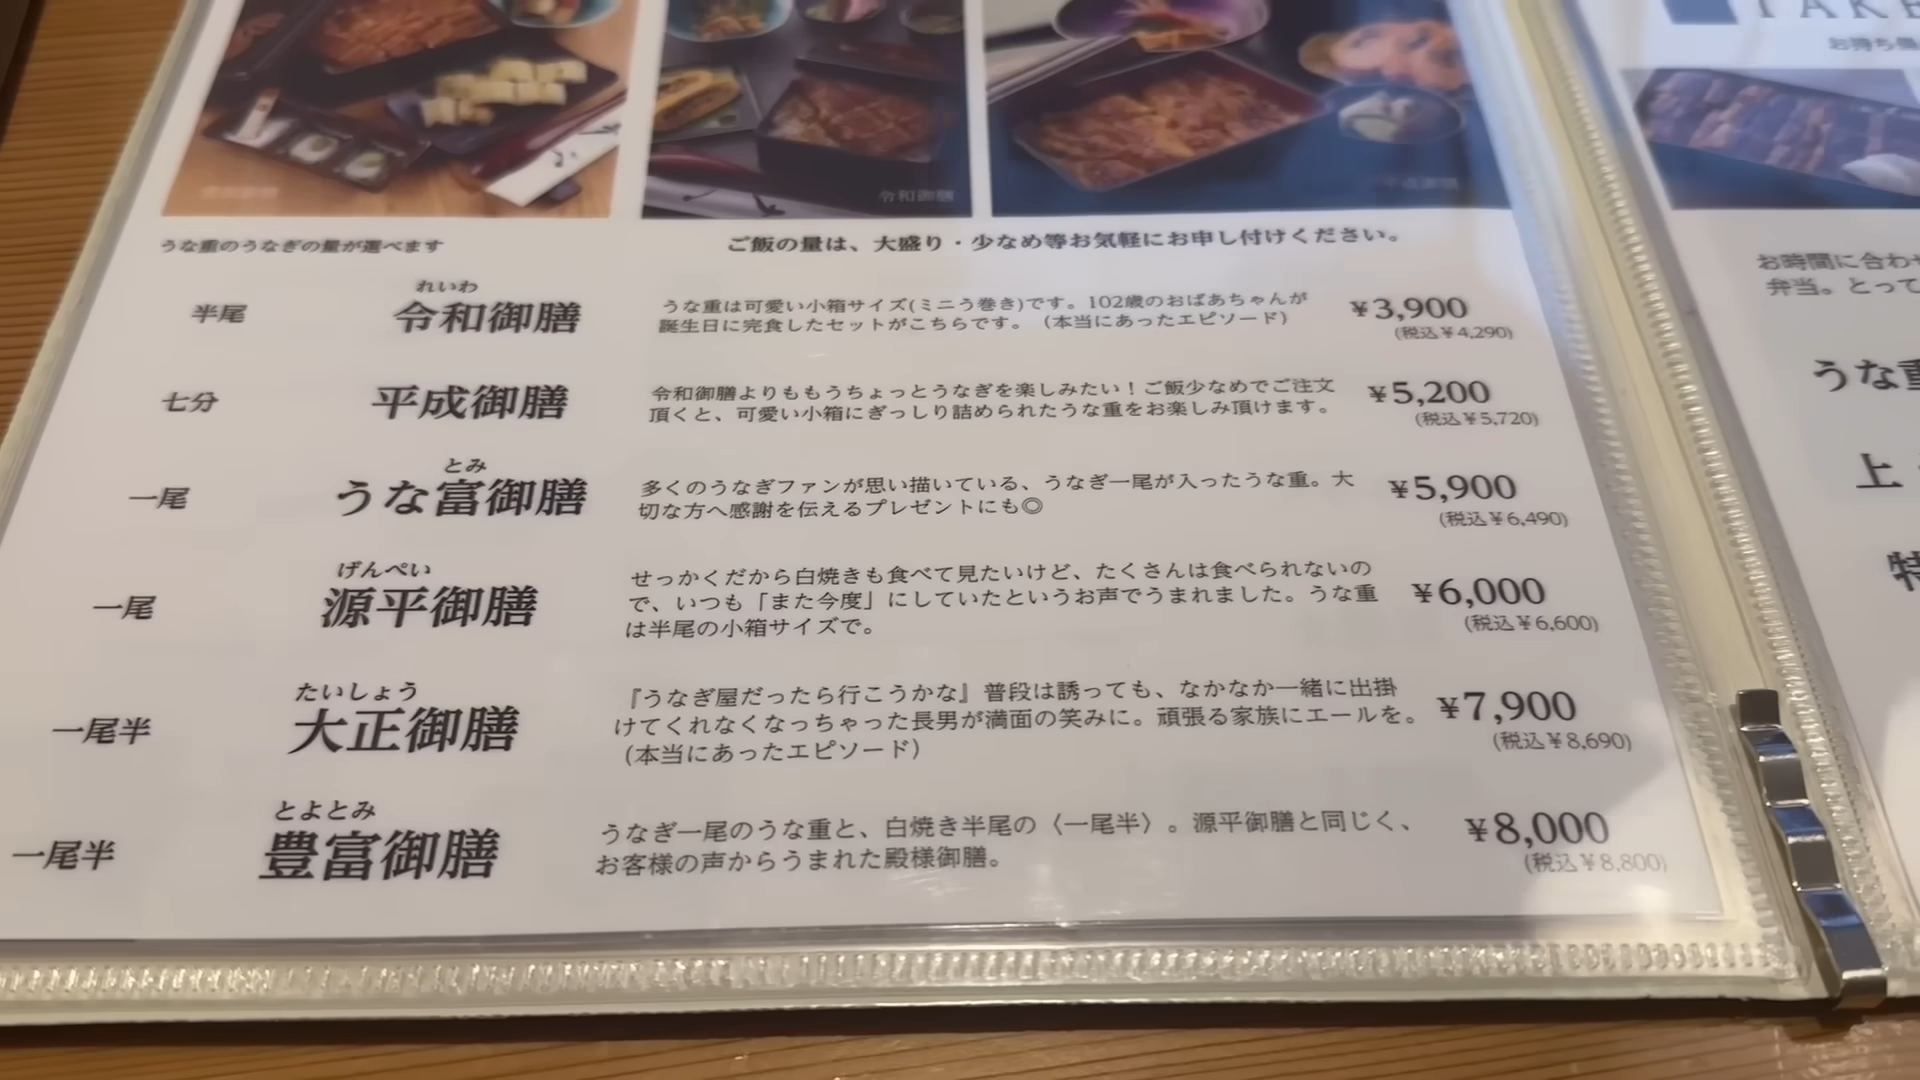 TAKE
お持ち
令和御膳
うな重のうなぎの量が選べます
ご飯の量は、大盛り・少なめ等お気軽にお申し付けください。
半尾
れいわ
令和御膳
うな重は可愛い小箱サイズ(ミニう巻き)です。102歳のおばあちゃんが
誕生日に完食したセットがこちらです。（本当にあったエピソード）
¥3,900
(税込¥4,290)
七分
平成御膳
令和御膳よりももうちょっとうなぎを楽しみたい！ご飯少なめでご注文
頂くと、可愛い小箱にぎっしり詰められたうな重をお楽しみ頂けます。
¥5,200
(税込¥5,720)
一尾
とみ
うな富御膳
多くのうなぎファンが思い描いている、うなぎ一尾が入ったうな重。大
切な方へ感謝を伝えるプレゼントにも◎
¥5,900
(税込¥6,490)
一尾
げんぺい
源平御膳
せっかくだから白焼きも食べて見たいけど、たくさんは食べられないの
で、いつも「また今度」にしていたというお声でうまれました。うな重
は半尾の小箱サイズで。
¥6,000
(税込¥6,600)
一尾半
たいしょう
大正御膳
『うなぎ屋だったら行こうかな』普段は誘っても、なかなか一緒に出掛
けてくれなくなっちゃった長男が満面の笑みに。頑張る家族にエールを。
（本当にあったエピソード）
¥7,900
(税込¥8,690)
一尾半
とよとみ
豊富御膳
うなぎ一尾のうな重と、白焼き半尾の〈一尾半〉。源平御膳と同じく、
お客様の声からうまれた殿様御膳。
¥8,000
(税込¥8,800)
お時間に合わせ
弁当。とって
うな重
上
特